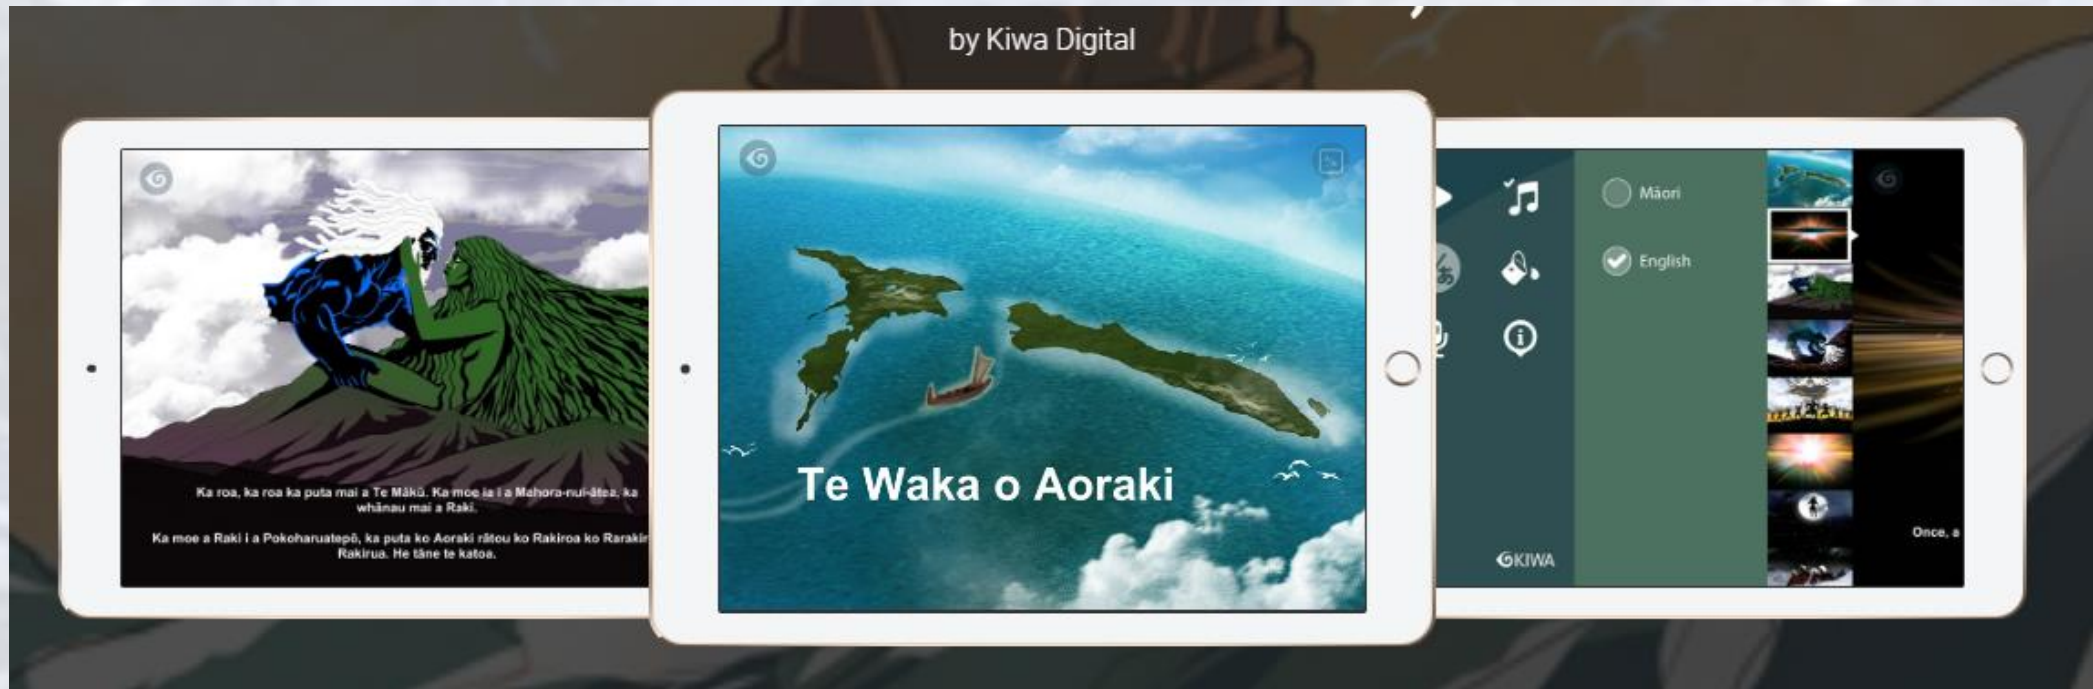 by Kiwa Digital
Ka roa, ka roa ka puta mai a Te Mākū. Ka moe ia i a Mahora-nui-ātea, ka
whānau mai a Raki.
Ka moe a Raki i a Pokoharuatepō, ka puta ko Aoraki rātou ko Rakiroa ko
Rakirua. He tāne te katoa.
Te Waka o Aoraki
Māori
English
KIWA
Once, a